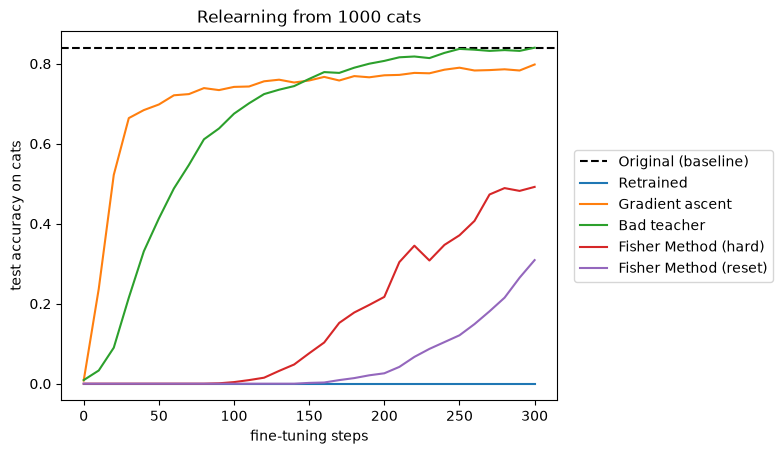 Relearning from 1000 cats
test accuracy on cats
0.8
0.6
0.4
0.2
0.0
0 50 100 150 200 250 300
fine-tuning steps
Original (baseline)
Retrained
Gradient ascent
Bad teacher
Fisher Method (hard)
Fisher Method (reset)